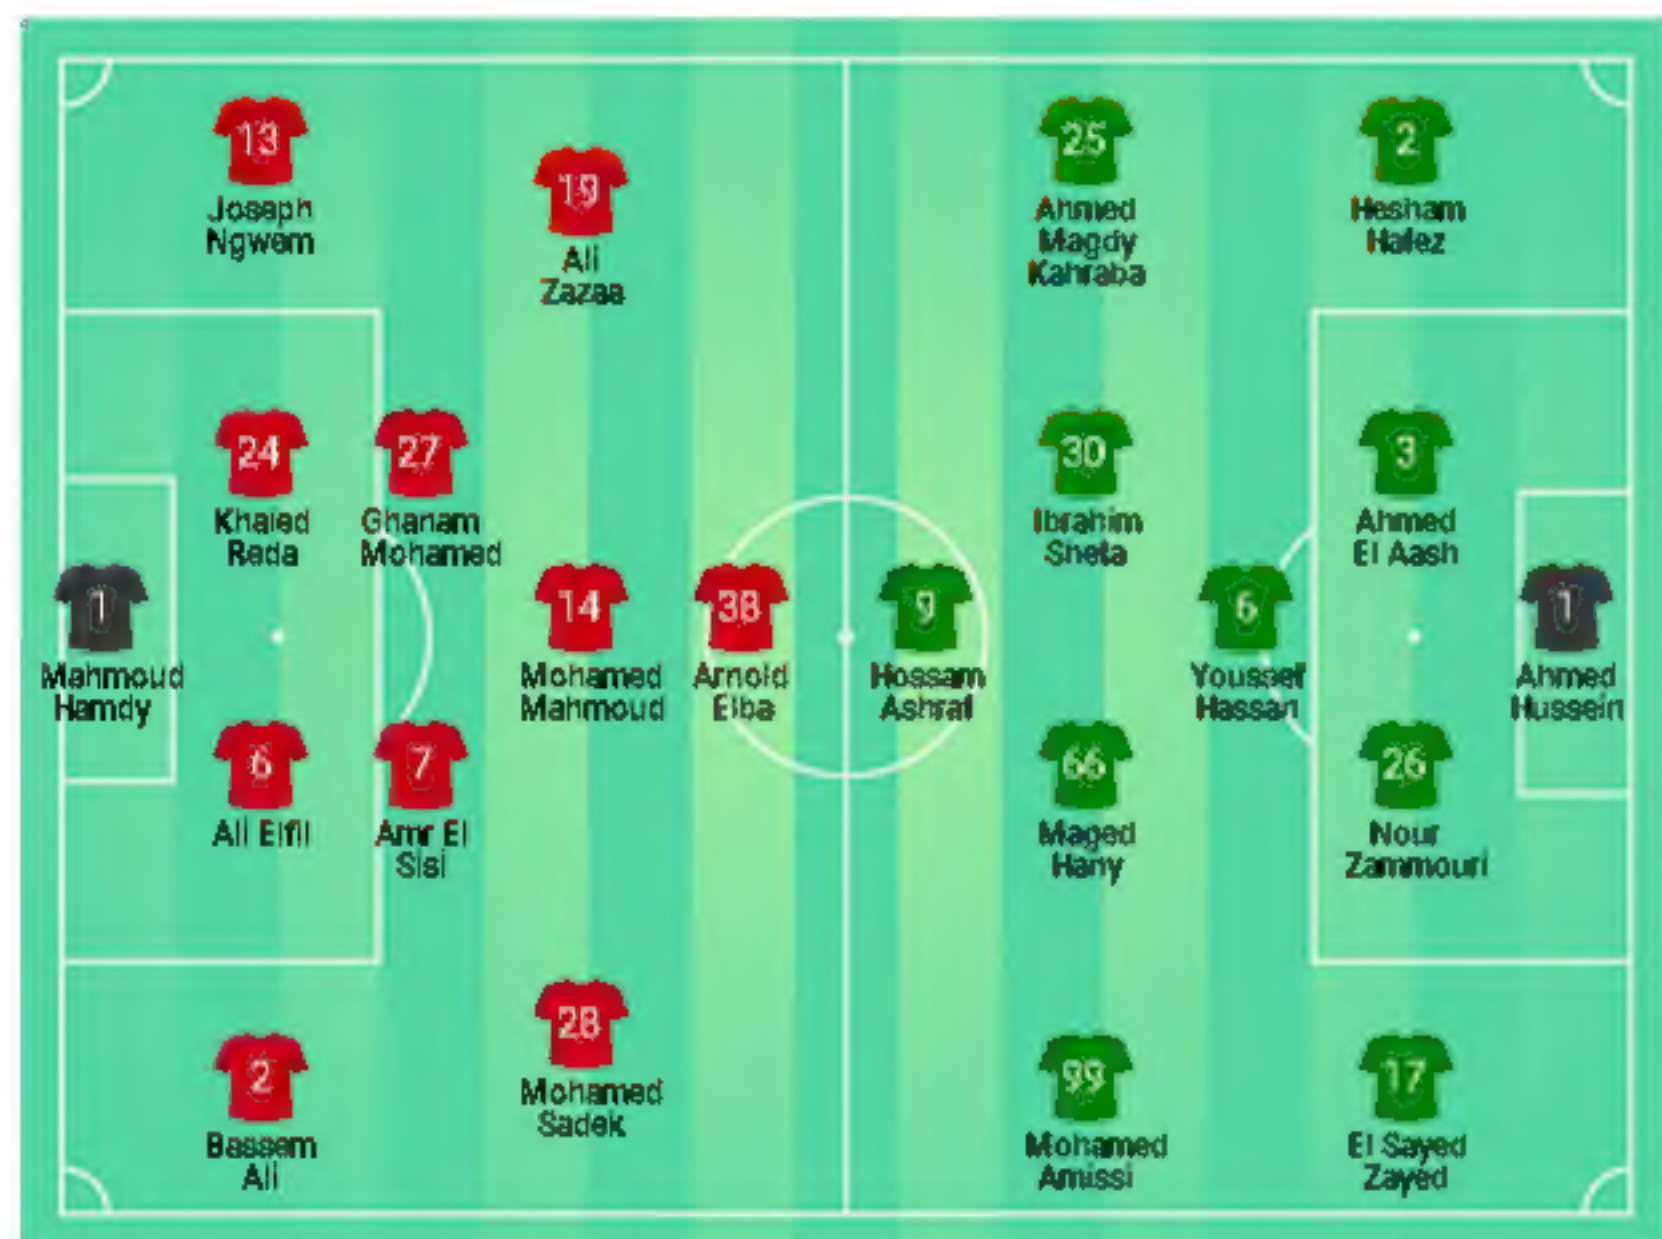 13
Joseph
Ngwem
19
Ali
Zazaa
24
Khaled
Reda
27
Ghanam
Mohamed
1
Mahmoud
Hamdy
14
Mohamed
Mahmoud
38
Arnold
Eiba
6
Ali Elfil
7
Amr El
Sisi
2
Bassem
Ali
28
Mohamed
Sadek
25
Ahmed
Magdy
Kahraba
2
Hesham
Hafez
30
Ibrahim
Sneta
3
Ahmed
El Aash
9
Hossam
Ashraf
6
Youssef
Hassan
1
Ahmed
Hussein
66
Maged
Hany
26
Nour
Zammouri
99
Mohamed
Amissi
17
El Sayed
Zayed